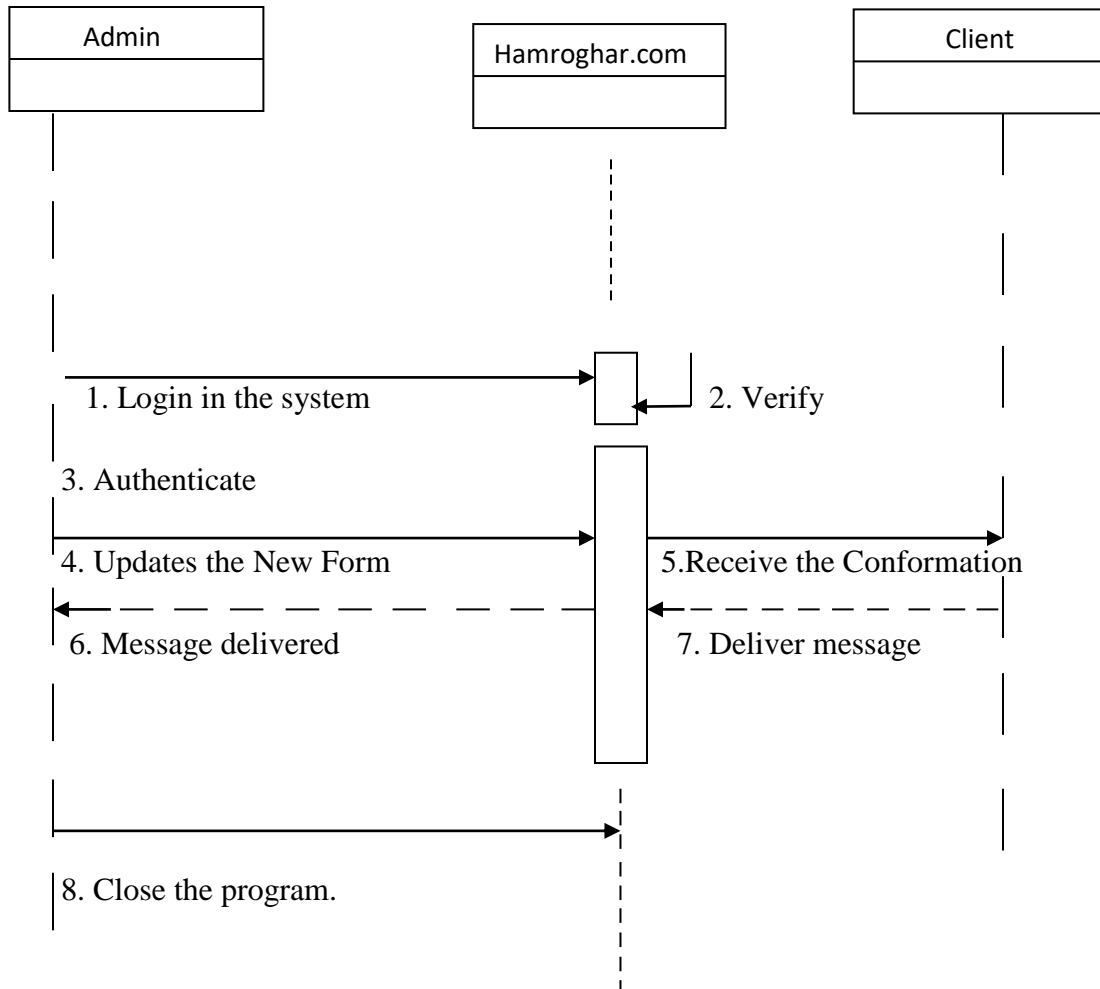 Admin
Hamroghar.com
Client
1. Login in the system
2. Verify
3. Authenticate
4. Updates the New Form
5.Receive the Conformation
6. Message delivered
7. Deliver message
8. Close the program.